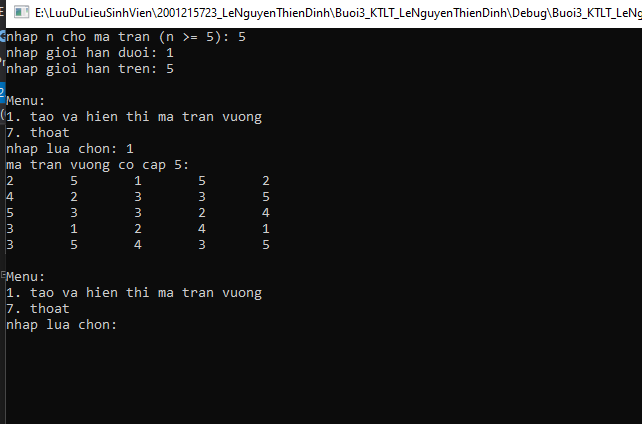 E:\LuuDuLieuSinhVien\2001215723_LeNguyenThienDinh\Buoi3_KTLT_LeNguyenThienDinh\Debug\Buoi3_KTLT_LeNg
nhap n cho ma tran (n >= 5): 5
nhap gioi han duoi: 1
nhap gioi han tren: 5
Menu:
1. tao va hien thi ma tran vuong
7. thoat
nhap lua chon: 1
ma tran vuong co cap 5:
2 5 1 5 2
4 2 3 3 5
5 3 3 2 4
3 1 2 4 1
3 5 4 3 5
Menu:
1. tao va hien thi ma tran vuong
7. thoat
nhap lua chon: